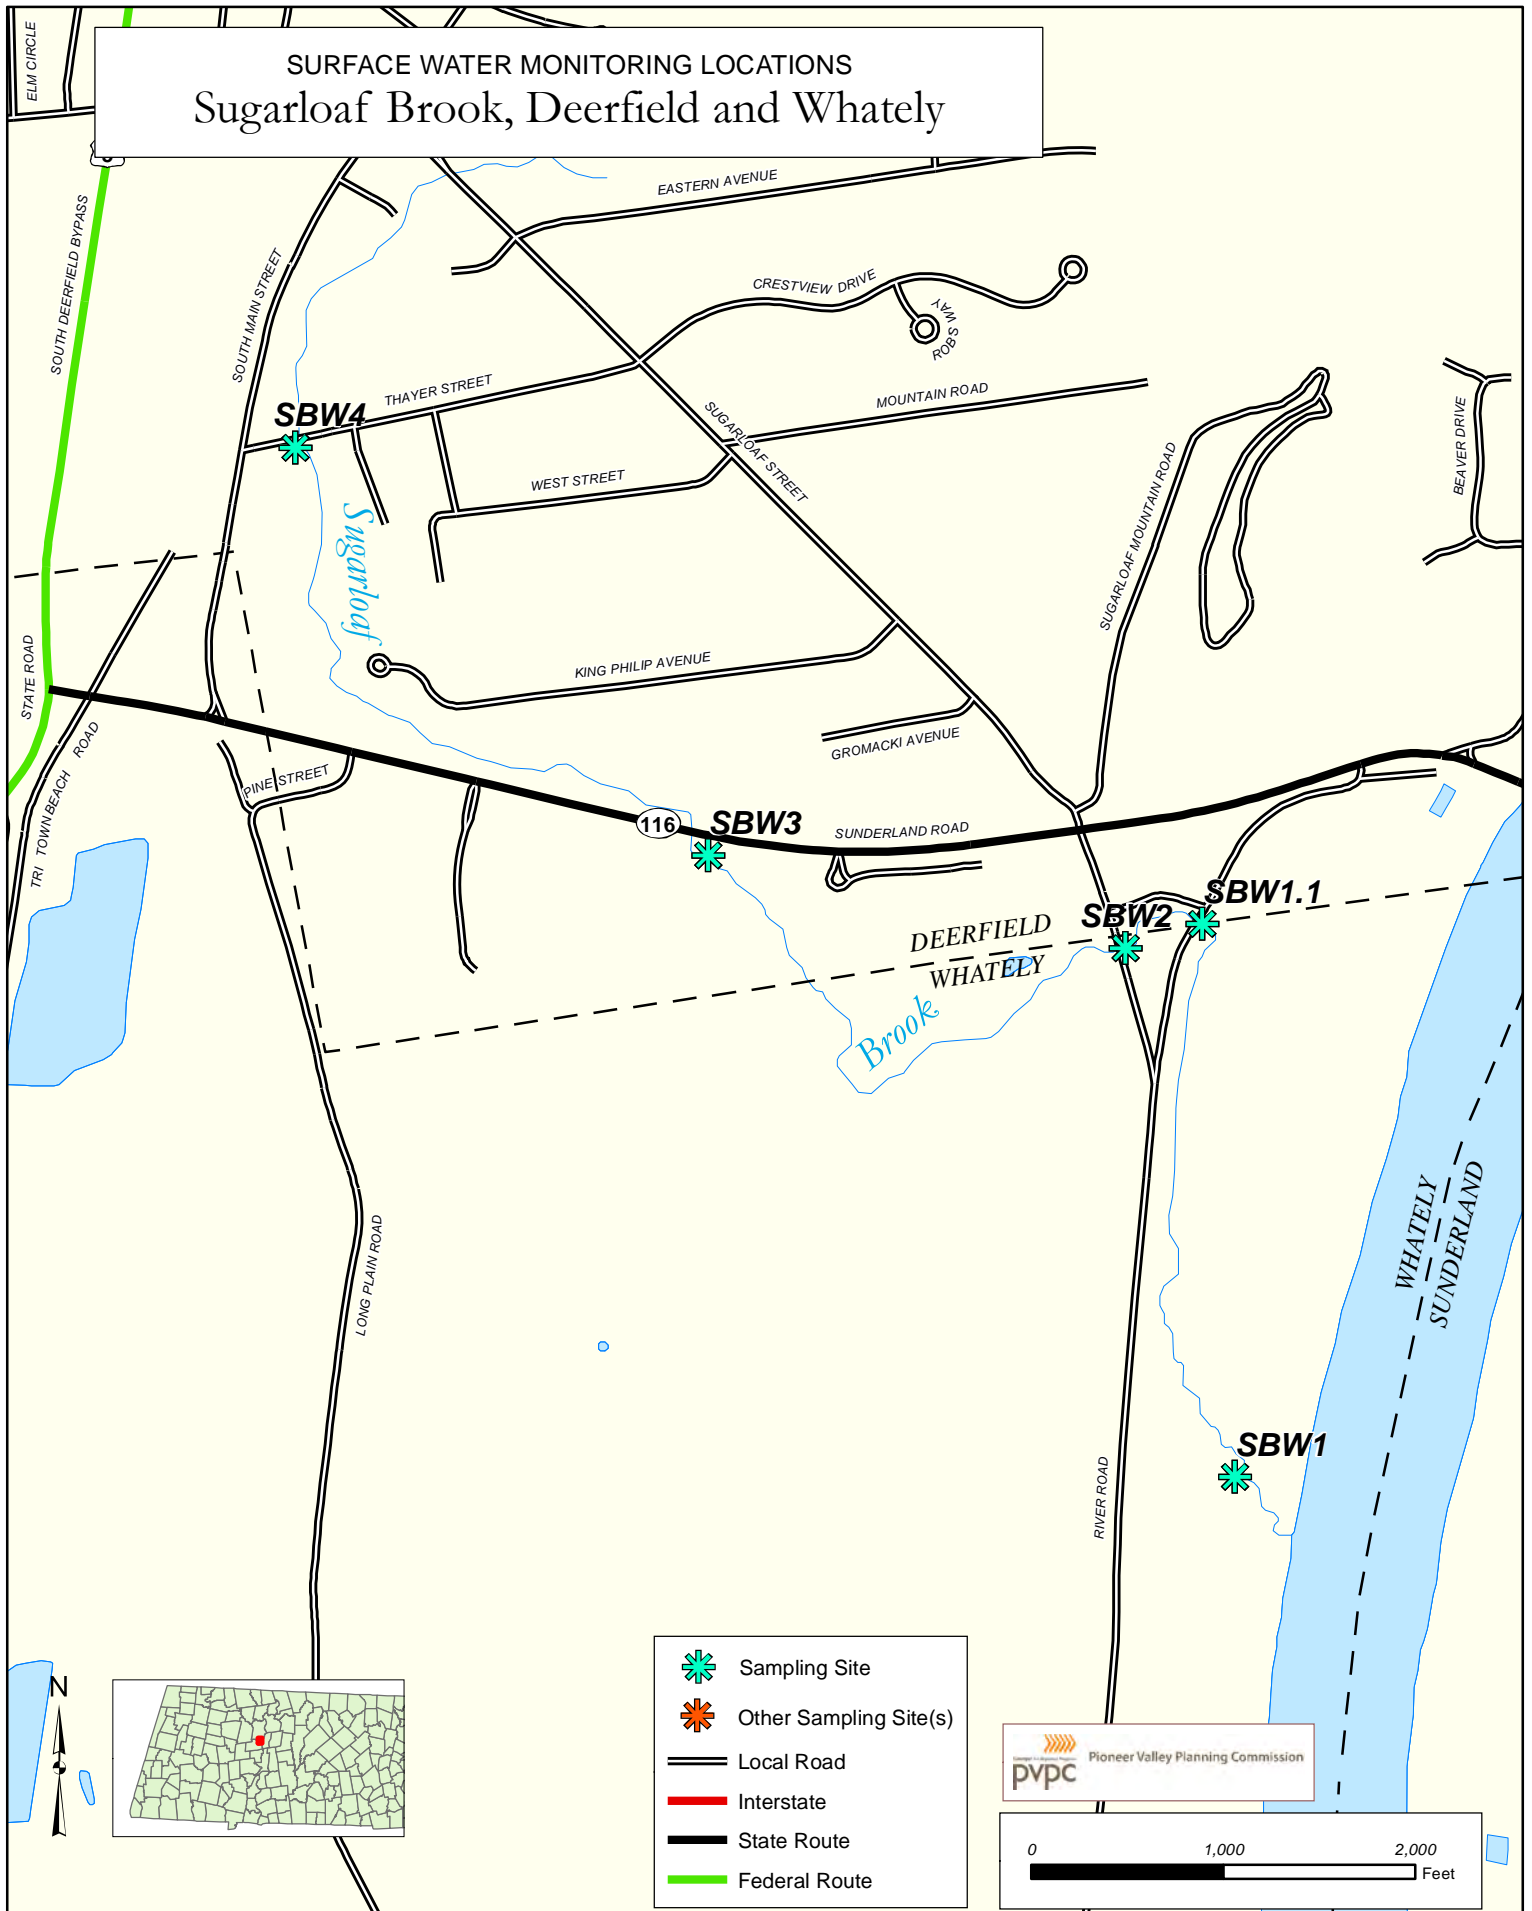 SURFACE WATER MONITORING LOCATIONS
Sugarloaf Brook, Deerfield and Whately
ELM CIRCLE
SOUTH DEERFIELD BYPASS
SOUTH MAIN STREET
EASTERN AVENUE
CRESTVIEW DRIVE
ROB S WAY
THAYER STREET
MOUNTAIN ROAD
SUGARLOAF STREET
SBW4
WEST STREET
BEAVER DRIVE
SUGARLOAF MOUNTAIN ROAD
Sugarloaf
STATE ROAD
KING PHILIP AVENUE
GROMACKI AVENUE
TRI TOWN BEACH ROAD
PINE STREET
116
SBW3
SUNDERLAND ROAD
SBW1.1
SBW2
DEERFIELD
WHATELY
Brook
LONG PLAIN ROAD
WHATELY
SUNDERLAND
SBW1
RIVER ROAD
N
Sampling Site
Other Sampling Site(s)
Local Road
Interstate
State Route
Federal Route
pvpc
Pioneer Valley Planning Commission
0 1,000 2,000
Feet